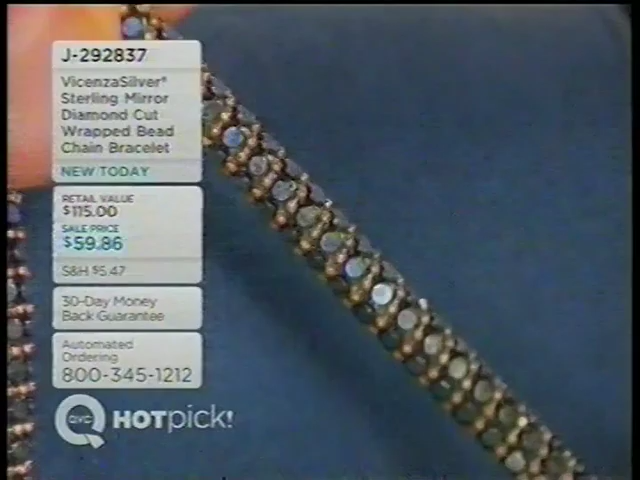 J-292837
VicenzaSilver®
Sterling Mirror
Diamond Cut
Wrapped Bead
Chain Bracelet
NEW TODAY
RETAIL VALUE
$115.00
SALE PRICE
$59.86
S&H $5.47
30-Day Money
Back Guarantee
Automated
Ordering
800-345-1212
QVC HOTpick!